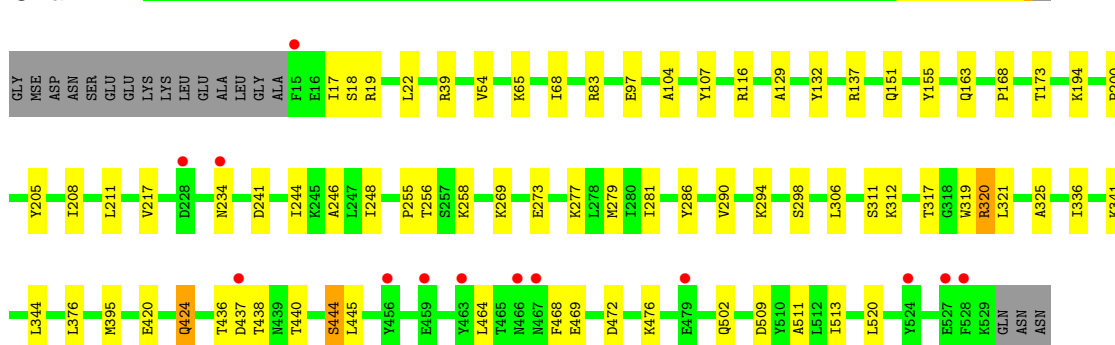 GLY MSE ASP ASN SER GLU GLU LYS LYS LEU GLU ALA LEU GLY ALA F15 E16 I17 S18 R19 L22 R39 V54 K65 I68 R83 E97 A104 Y107 R116 A129 Y132 R137 Q151 Y155 Q163 P168 T173 K194
Y205 I208 L211 V217 D228 N234 D241 I244 K245 A246 L247 I248 P255 T256 S257 K258 K269 E273 K277 L278 M279 I280 I281 Y286 V290 K294 S298 L306 S311 K312 T317 G318 W319 R320 L321 A325 I336 K341
L344 L376 M395 E420 Q424 T436 D437 T438 N439 T440 S444 L445 Y456 E459 Y463 L464 T465 N466 N467 F468 E469 D472 K476 E479 Q502 D509 Y510 A511 L512 I513 L520 Y524 E527 F528 K529 GLN ASN ASN